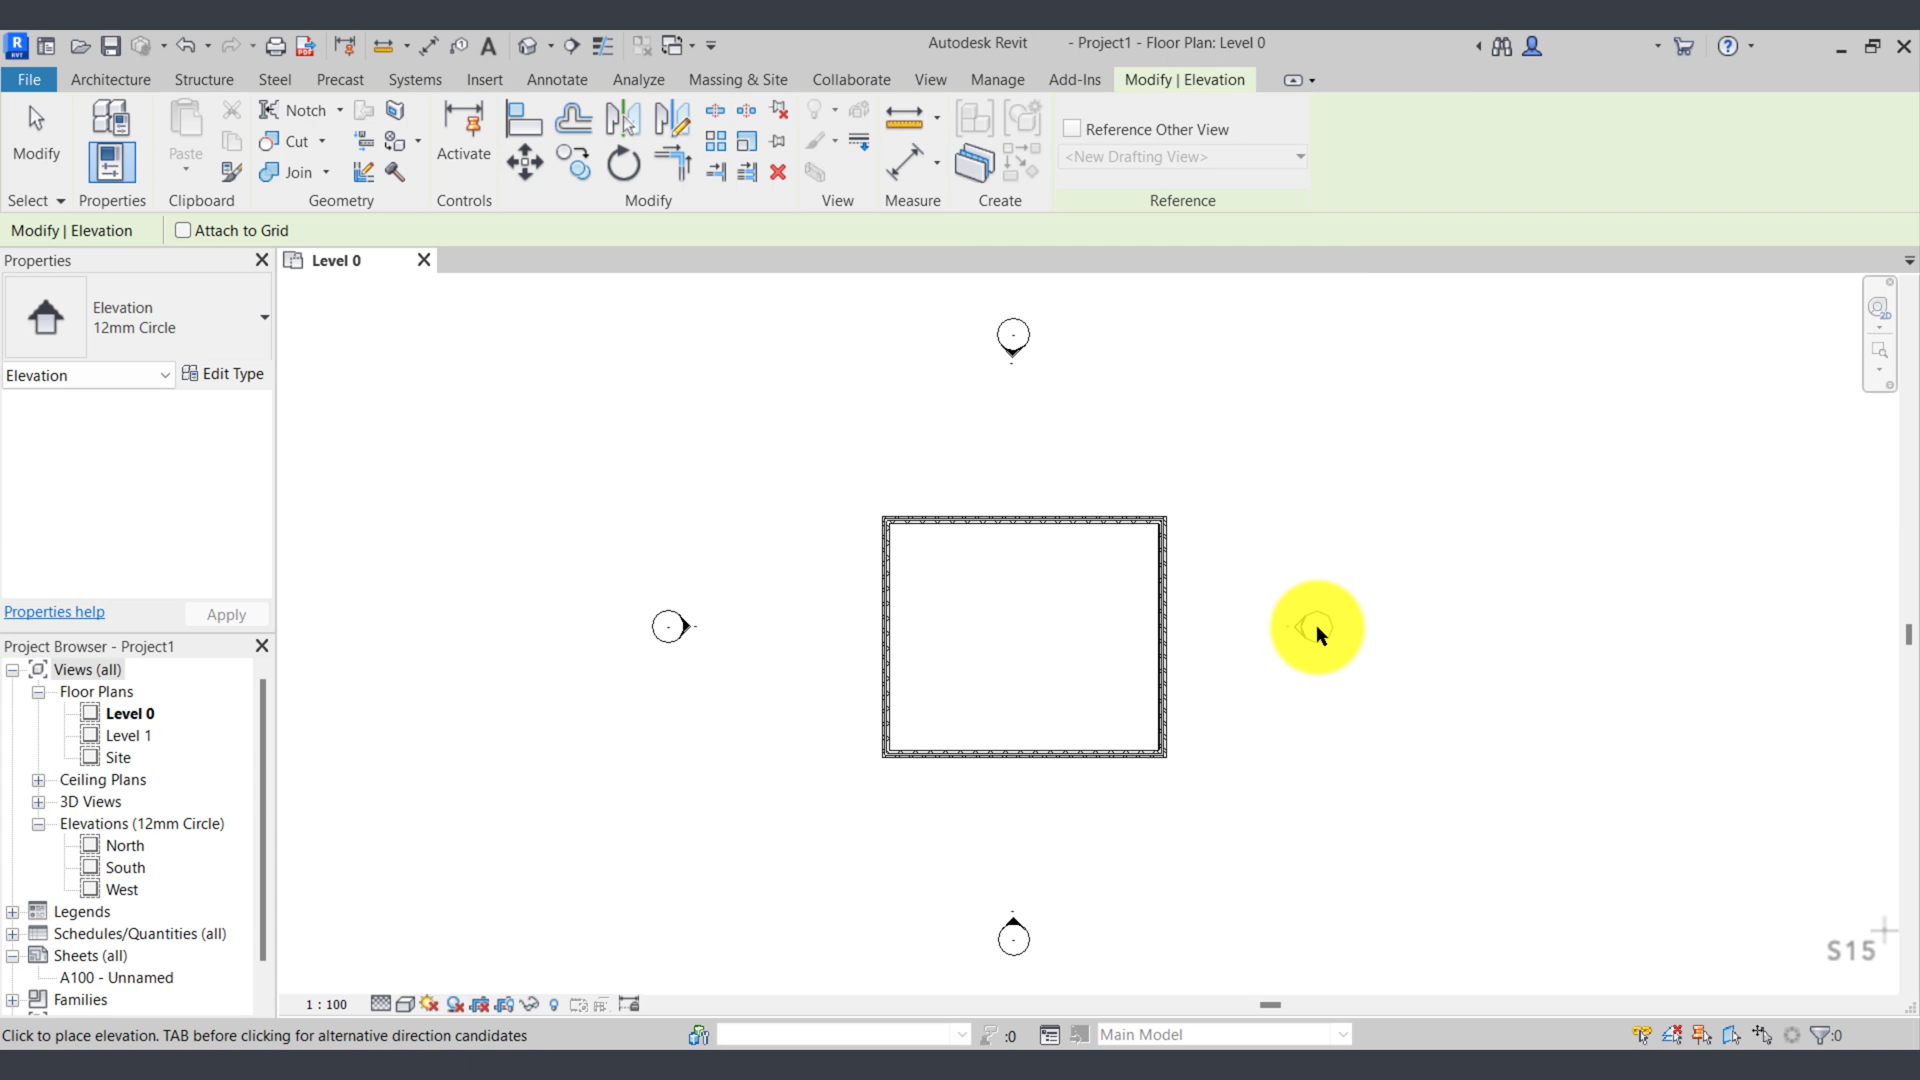 Autodesk Revit - Project1 - Floor Plan: Level 0
R
RVT
A
?
File Architecture Structure Steel Precast Systems Insert Annotate Analyze Massing & Site Collaborate View Manage Add-Ins Modify | Elevation
Modify
Paste
Notch
Cut
Join
Activate
Reference Other View
<New Drafting View>
Select Properties Clipboard Geometry Controls Modify View Measure Create Reference
Modify | Elevation Attach to Grid
Properties
Level 0
Elevation
12mm Circle
Elevation
Edit Type
2D
Properties help
Apply
Project Browser - Project1
Views (all)
Floor Plans
Level 0
Level 1
Site
Ceiling Plans
3D Views
Elevations (12mm Circle)
North
South
West
Legends
Schedules/Quantities (all)
Sheets (all)
A100 - Unnamed
Families
S15
1 : 100
Click to place elevation. TAB before clicking for alternative direction candidates
:0
Main Model
:0